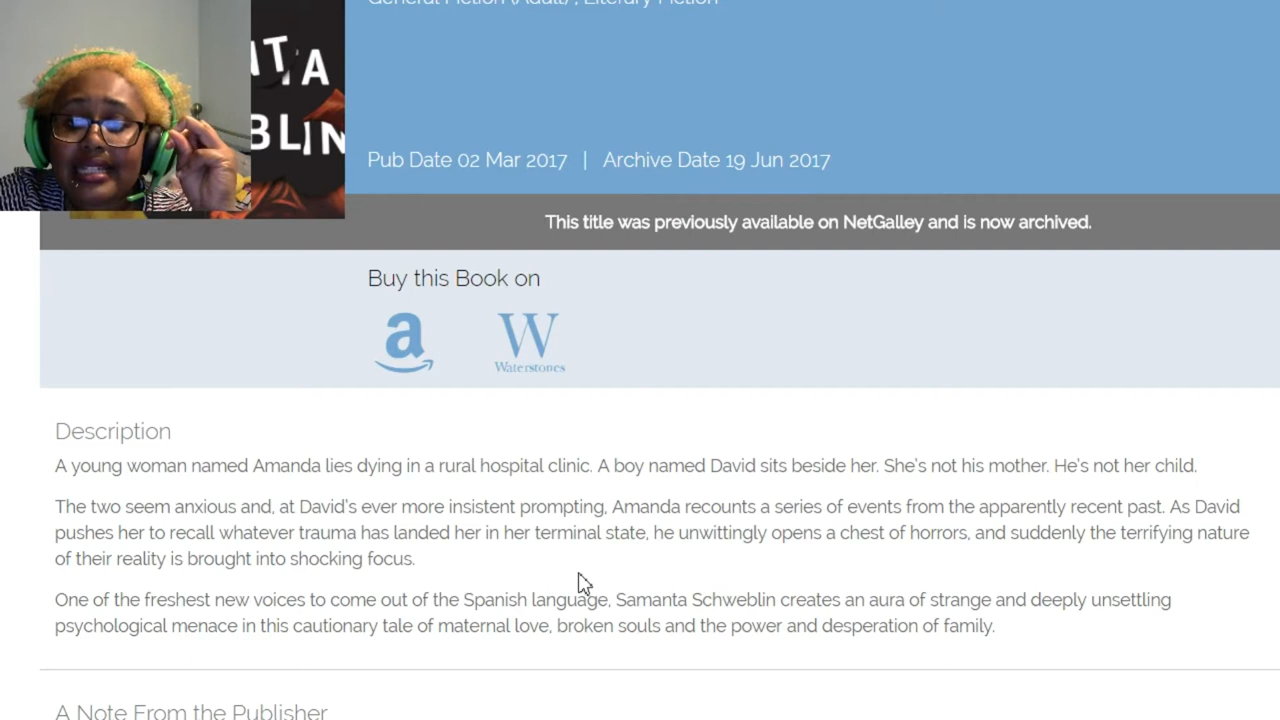 General Fiction (Adult), Literary Fiction
TA
BLIN
Pub Date 02 Mar 2017 | Archive Date 19 Jun 2017
This title was previously available on NetGalley and is now archived.
Buy this Book on
a
W
Waterstones
Description
A young woman named Amanda lies dying in a rural hospital clinic. A boy named David sits beside her. She's not his mother. He's not her child.
The two seem anxious and, at David's ever more insistent prompting, Amanda recounts a series of events from the apparently recent past. As David
pushes her to recall whatever trauma has landed her in her terminal state, he unwittingly opens a chest of horrors, and suddenly the terrifying nature
of their reality is brought into shocking focus.
One of the freshest new voices to come out of the Spanish language, Samanta Schweblin creates an aura of strange and deeply unsettling
psychological menace in this cautionary tale of maternal love, broken souls and the power and desperation of family.
A Note From the Publisher